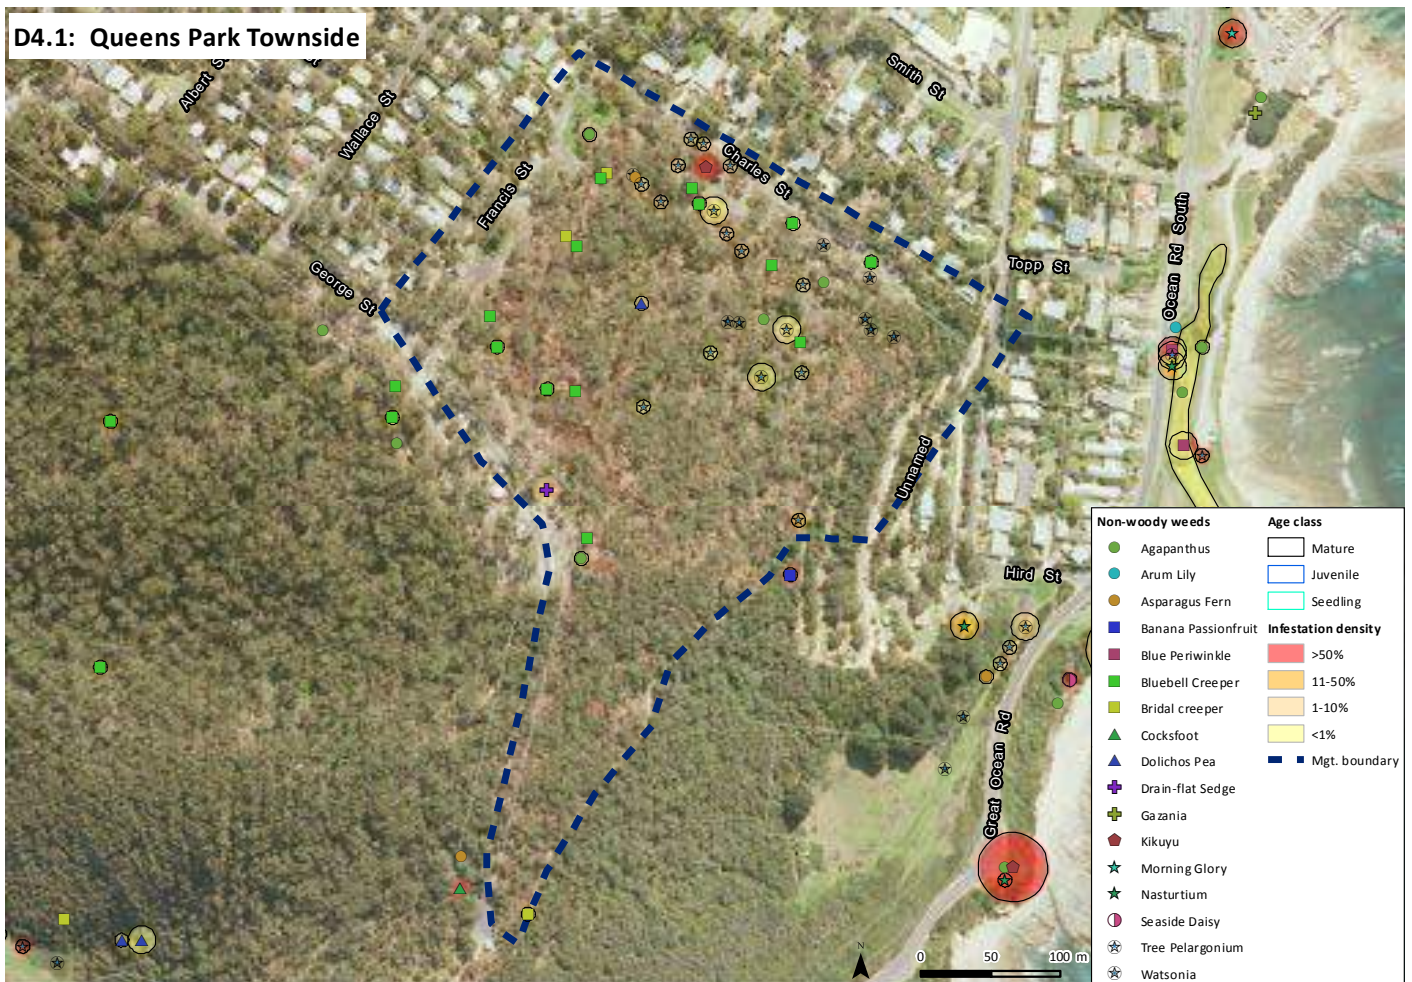 D4.1: Queens Park Townside
Albert St
St
Wallace St
Smith St
Charles St
Francis St
Ocean Rd South
George St
Topp St
Unnamed
Hird St
Great Ocean Rd
N
0 50 100 m
Non-woody weeds
Agapanthus
Arum Lily
Asparagus Fern
Banana Passionfruit
Blue Periwinkle
Bluebell Creeper
Bridal creeper
Cocksfoot
Dolichos Pea
Drain-flat Sedge
Gazania
Kikuyu
Morning Glory
Nasturtium
Seaside Daisy
Tree Pelargonium
Watsonia
Age class
Mature
Juvenile
Seedling
Infestation density
>50%
11-50%
1-10%
<1%
Mgt. boundary